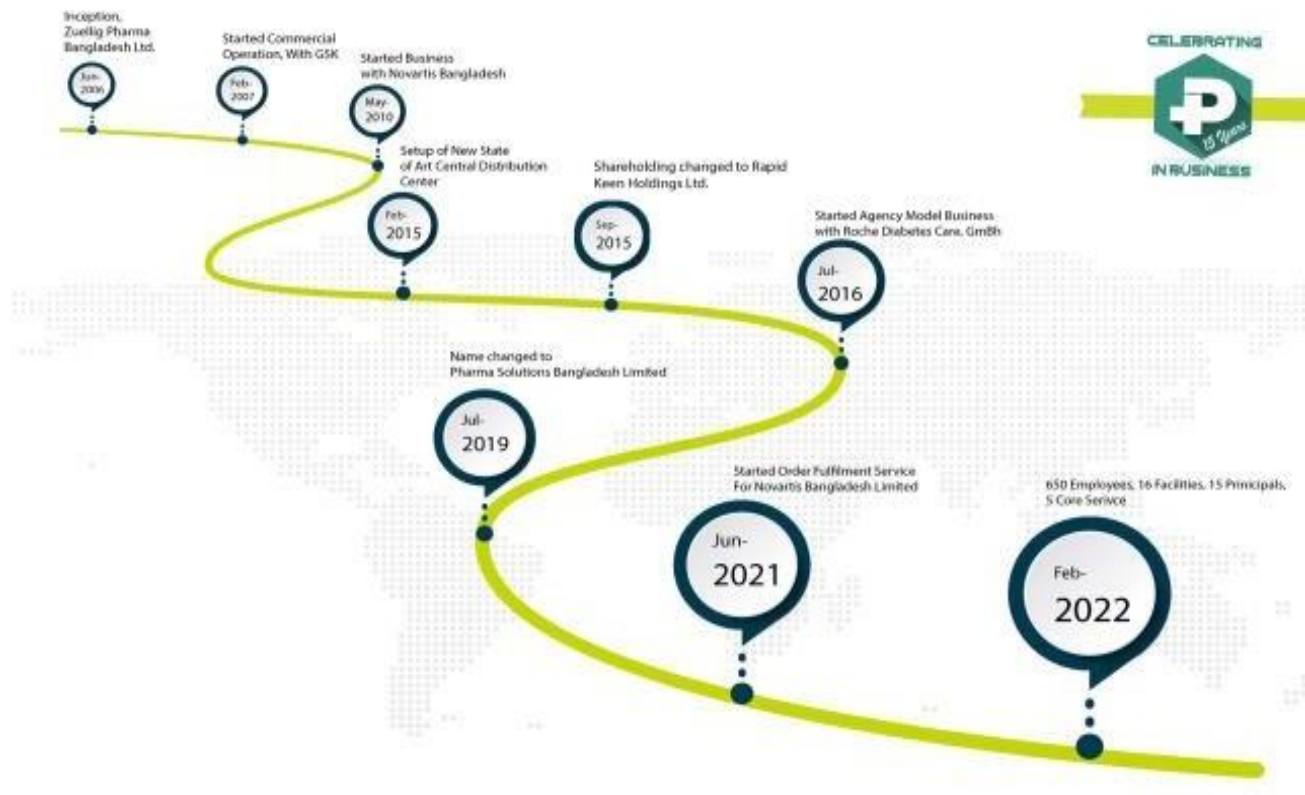 Inception,
Zuellig Pharma
Bangladesh Ltd.
Jun-
2006
Started Commercial
Operation, With GSK
Feb-
2007
Started Business
with Novartis Bangladesh
May-
2010
Setup of New State
of Art Central Distribution
Center
Feb-
2015
Shareholding changed to Rapid
Keen Holdings Ltd.
Sep-
2015
Started Agency Model Business
with Roche Diabetes Care, GmBh
Jul-
2016
Name changed to
Pharma Solutions Bangladesh Limited
Jul-
2019
Started Order Fulfilment Service
For Novartis Bangladesh Limited
Jun-
2021
650 Employees, 16 Facilities, 15 Prinicipals,
5 Core Serivce
Feb-
2022
CELEBRATING
P
15 Years
IN BUSINESS